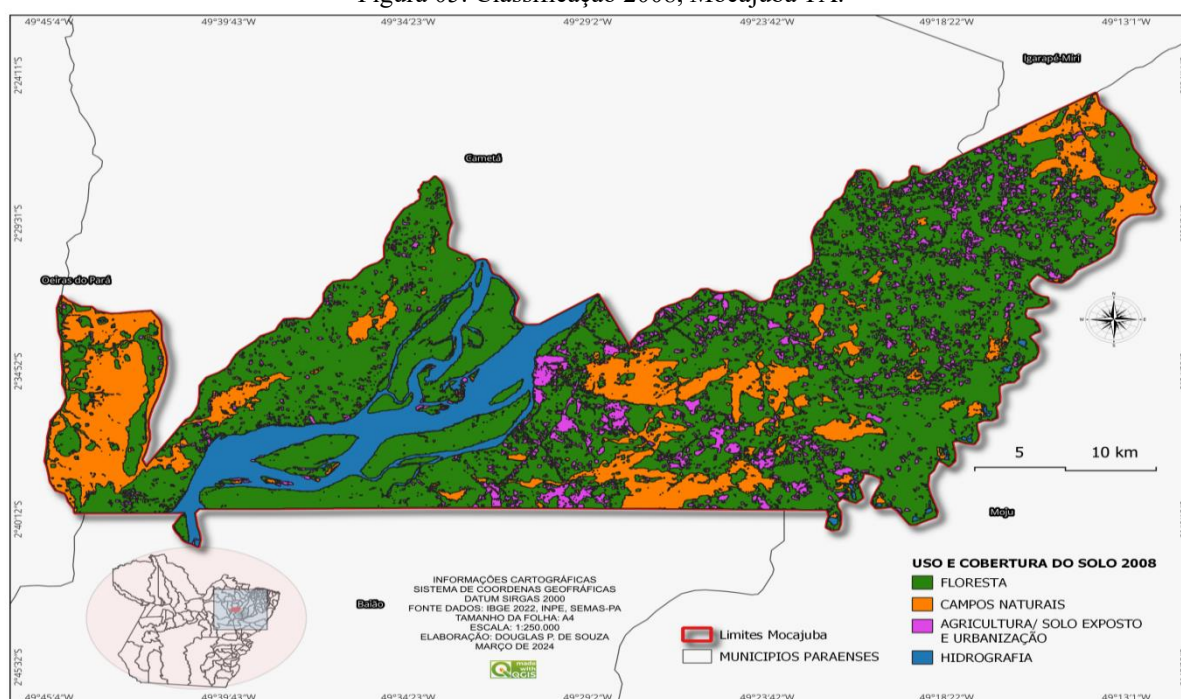 Figura 03: Classificação 2008, Mocajuba-PA.
49°45'4"W 49°39'43"W 49°34'23"W 49°29'2"W 49°23'42"W 49°18'22"W 49°13'1"W
2°24'11"S
Igarapé-Miri
Cametá
2°29'31"S
Oeiras do Pará
2°34'52"S
5 10 km
2°40'12"S
Moju
USO E COBERTURA DO SOLO 2008
FLORESTA
CAMPOS NATURAIS
AGRICULTURA/ SOLO EXPOSTO
E URBANIZAÇÃO
HIDROGRAFIA
Limites Mocajuba
MUNICIPIOS PARAENSES
INFORMAÇÕES CARTOGRÁFICAS
SISTEMA DE COORDENAS GEOFRÁFICAS
DATUM SIRGAS 2000
FONTE DADOS: IBGE 2022, INPE, SEMAS-PA
TAMANHO DA FOLHA: A4
ESCALA: 1:250.000
ELABORAÇÃO: DOUGLAS P. DE SOUZA
MARÇO DE 2024
made
with
QGIS
Baião
2°45'32"S
49°45'4"W 49°39'43"W 49°34'23"W 49°29'2"W 49°23'42"W 49°18'22"W 49°13'1"W